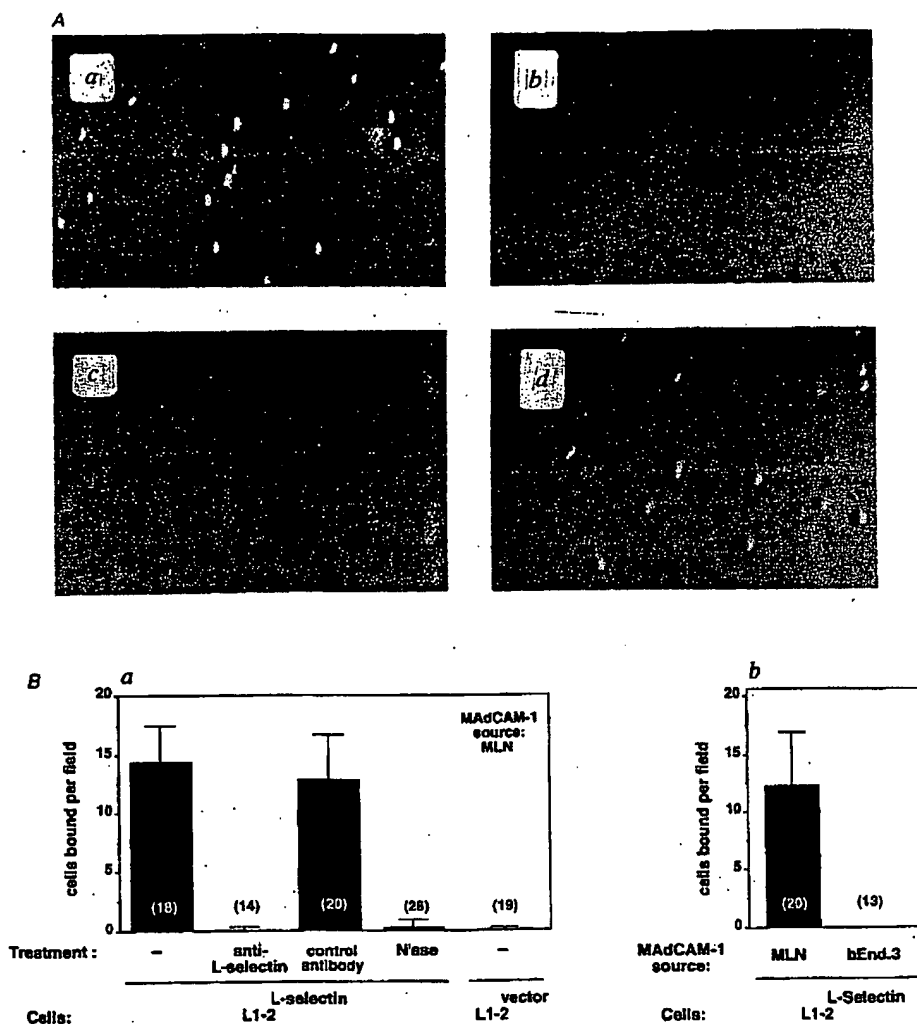 A
a
b
c
d
B
a
b
20
15
10
5
0
cells bound per field
MAdCAM-1
source:
MLN
(18)
(14)
(20)
(26)
(19)
Treatment :
–
anti-
L-selectin
control
antibody
N'ase
–
L-selectin
vector
Cells:
L1-2
L1-2
20
15
10
5
0
cells bound per field
(20)
(13)
MAdCAM-1
source:
MLN
bEnd.3
L-Selectin
Cells:
L1-2